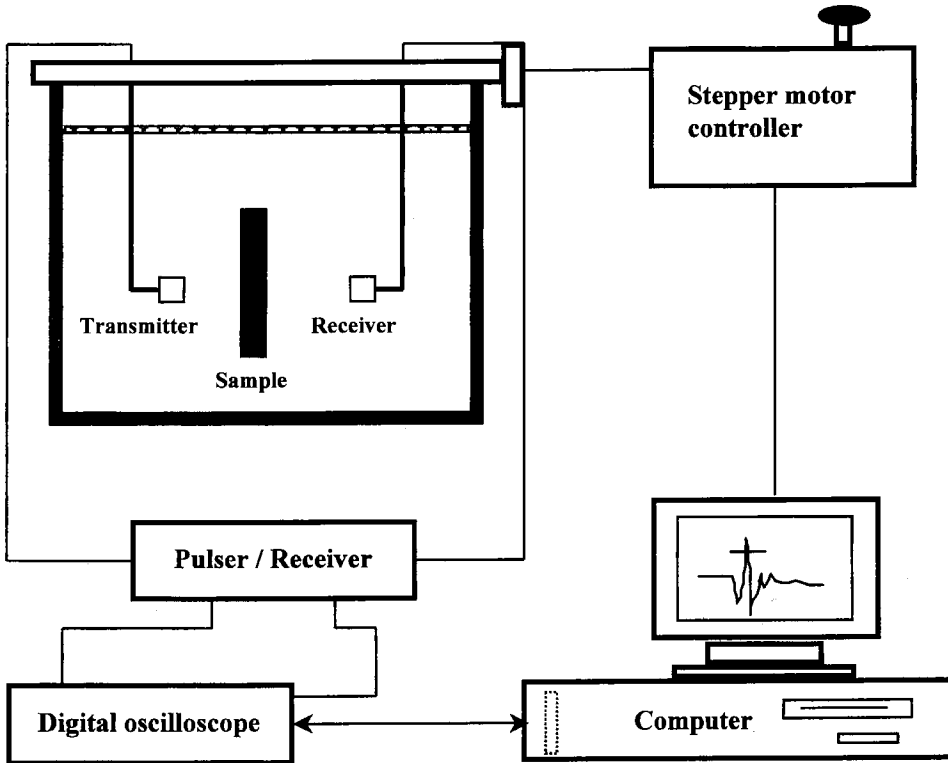 Stepper motor
controller
Transmitter
Receiver
Sample
Pulser / Receiver
Digital oscilloscope
Computer